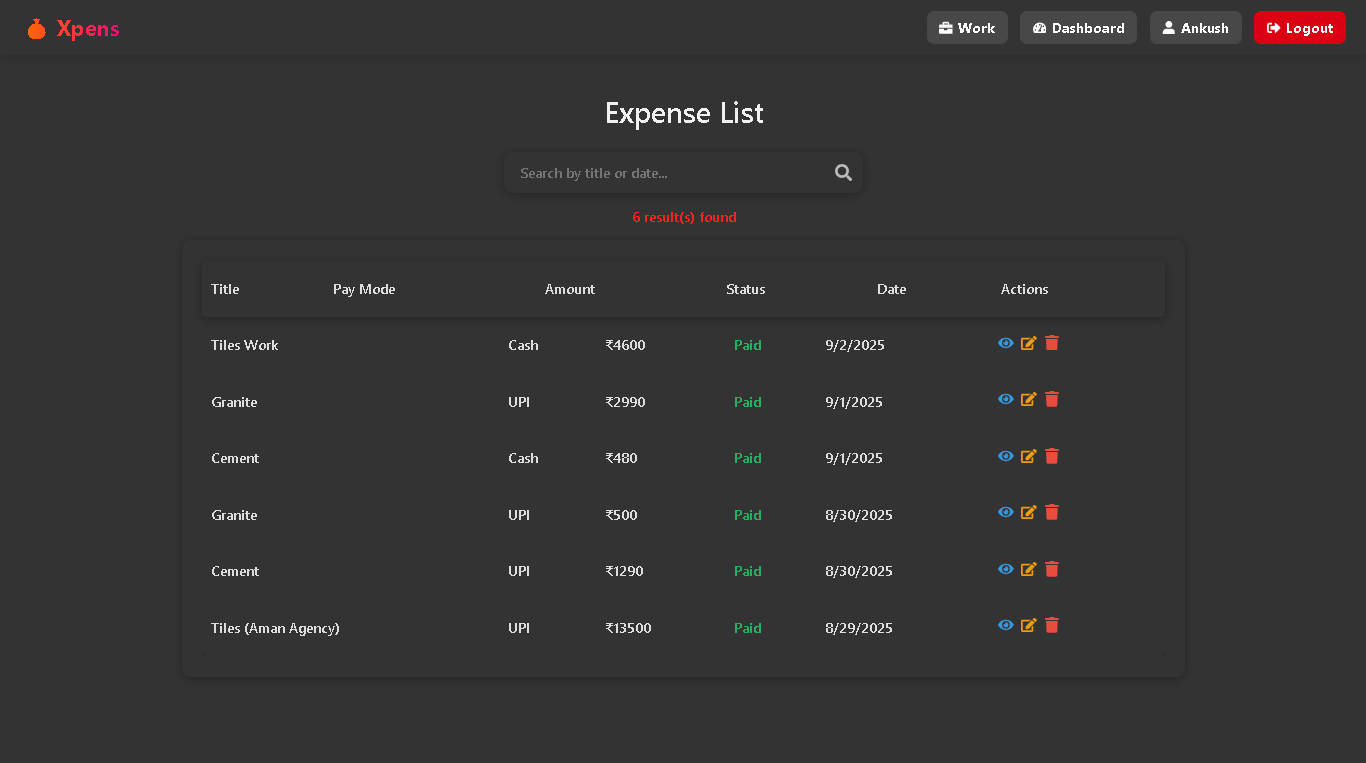 Xpens Work Dashboard Ankush Logout
Expense List
Search by title or date...
6 result(s) found
Title Pay Mode Amount Status Date Actions
Tiles Work Cash ₹4600 Paid 9/2/2025
Granite UPI ₹2990 Paid 9/1/2025
Cement Cash ₹480 Paid 9/1/2025
Granite UPI ₹500 Paid 8/30/2025
Cement UPI ₹1290 Paid 8/30/2025
Tiles (Aman Agency) UPI ₹13500 Paid 8/29/2025